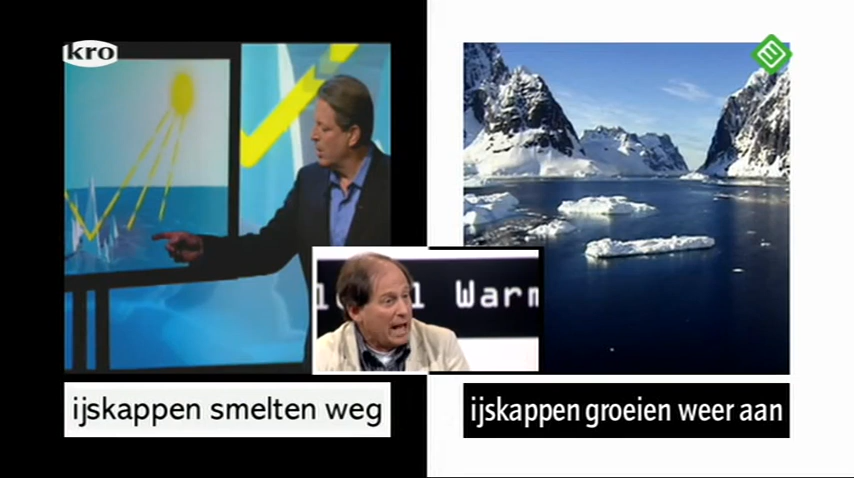 kro
l Warm
ijskappen smelten weg
ijskappen groeien weer aan